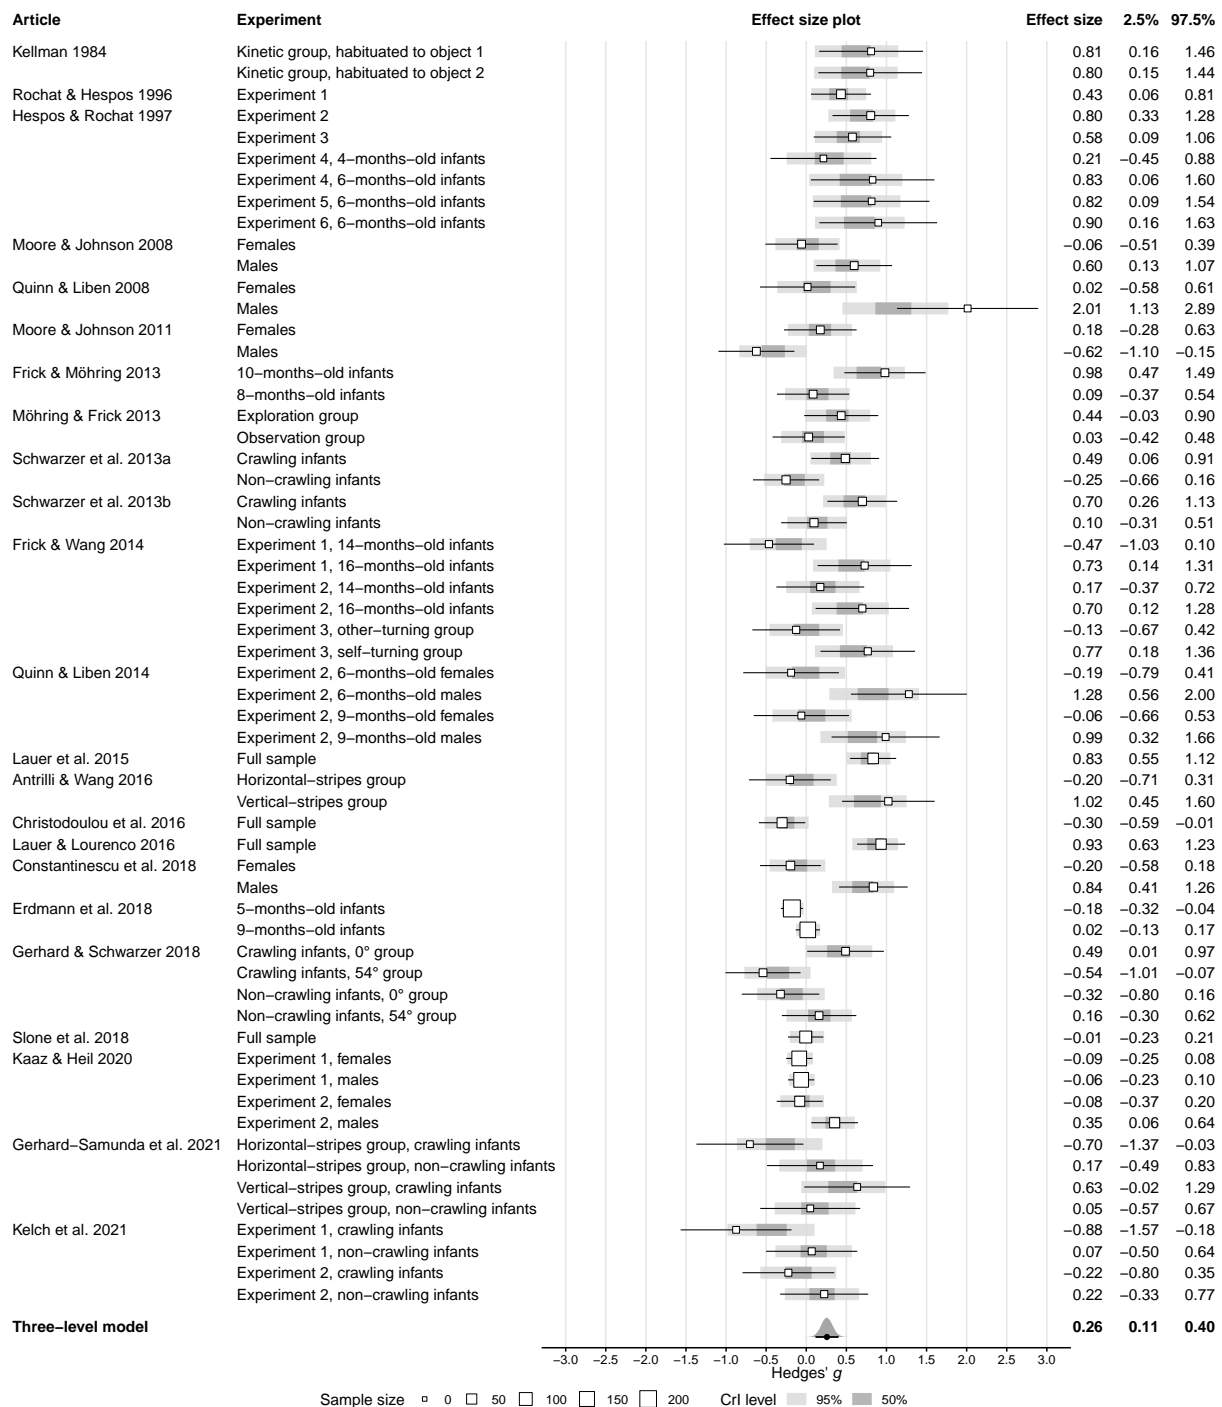 Article Experiment Effect size plot Effect size 2.5% 97.5%
Kellman 1984 Kinetic group, habituated to object 1 0.81 0.16 1.46
Kinetic group, habituated to object 2 0.80 0.15 1.44
Rochat & Hespos 1996 Experiment 1 0.43 0.06 0.81
Hespos & Rochat 1997 Experiment 2 0.80 0.33 1.28
Experiment 3 0.58 0.09 1.06
Experiment 4, 4−months−old infants 0.21 −0.45 0.88
Experiment 4, 6−months−old infants 0.83 0.06 1.60
Experiment 5, 6−months−old infants 0.82 0.09 1.54
Experiment 6, 6−months−old infants 0.90 0.16 1.63
Moore & Johnson 2008 Females −0.06 −0.51 0.39
Males 0.60 0.13 1.07
Quinn & Liben 2008 Females 0.02 −0.58 0.61
Males 2.01 1.13 2.89
Moore & Johnson 2011 Females 0.18 −0.28 0.63
Males −0.62 −1.10 −0.15
Frick & Möhring 2013 10−months−old infants 0.98 0.47 1.49
8−months−old infants 0.09 −0.37 0.54
Möhring & Frick 2013 Exploration group 0.44 −0.03 0.90
Observation group 0.03 −0.42 0.48
Schwarzer et al. 2013a Crawling infants 0.49 0.06 0.91
Non−crawling infants −0.25 −0.66 0.16
Schwarzer et al. 2013b Crawling infants 0.70 0.26 1.13
Non−crawling infants 0.10 −0.31 0.51
Frick & Wang 2014 Experiment 1, 14−months−old infants −0.47 −1.03 0.10
Experiment 1, 16−months−old infants 0.73 0.14 1.31
Experiment 2, 14−months−old infants 0.17 −0.37 0.72
Experiment 2, 16−months−old infants 0.70 0.12 1.28
Experiment 3, other−turning group −0.13 −0.67 0.42
Experiment 3, self−turning group 0.77 0.18 1.36
Quinn & Liben 2014 Experiment 2, 6−months−old females −0.19 −0.79 0.41
Experiment 2, 6−months−old males 1.28 0.56 2.00
Experiment 2, 9−months−old females −0.06 −0.66 0.53
Experiment 2, 9−months−old males 0.99 0.32 1.66
Lauer et al. 2015 Full sample 0.83 0.55 1.12
Antrilli & Wang 2016 Horizontal−stripes group −0.20 −0.71 0.31
Vertical−stripes group 1.02 0.45 1.60
Christodoulou et al. 2016 Full sample −0.30 −0.59 −0.01
Lauer & Lourenco 2016 Full sample 0.93 0.63 1.23
Constantinescu et al. 2018 Females −0.20 −0.58 0.18
Males 0.84 0.41 1.26
Erdmann et al. 2018 5−months−old infants −0.18 −0.32 −0.04
9−months−old infants 0.02 −0.13 0.17
Gerhard & Schwarzer 2018 Crawling infants, 0° group 0.49 0.01 0.97
Crawling infants, 54° group −0.54 −1.01 −0.07
Non−crawling infants, 0° group −0.32 −0.80 0.16
Non−crawling infants, 54° group 0.16 −0.30 0.62
Slone et al. 2018 Full sample −0.01 −0.23 0.21
Kaaz & Heil 2020 Experiment 1, females −0.09 −0.25 0.08
Experiment 1, males −0.06 −0.23 0.10
Experiment 2, females −0.08 −0.37 0.20
Experiment 2, males 0.35 0.06 0.64
Gerhard−Samunda et al. 2021 Horizontal−stripes group, crawling infants −0.70 −1.37 −0.03
Horizontal−stripes group, non−crawling infants 0.17 −0.49 0.83
Vertical−stripes group, crawling infants 0.63 −0.02 1.29
Vertical−stripes group, non−crawling infants 0.05 −0.57 0.67
Kelch et al. 2021 Experiment 1, crawling infants −0.88 −1.57 −0.18
Experiment 1, non−crawling infants 0.07 −0.50 0.64
Experiment 2, crawling infants −0.22 −0.80 0.35
Experiment 2, non−crawling infants 0.22 −0.33 0.77
Three−level model 0.26 0.11 0.40
−3.0 −2.5 −2.0 −1.5 −1.0 −0.5 0.0 0.5 1.0 1.5 2.0 2.5 3.0
Hedges' g
Sample size 0 50 100 150 200 CrI level 95% 50%